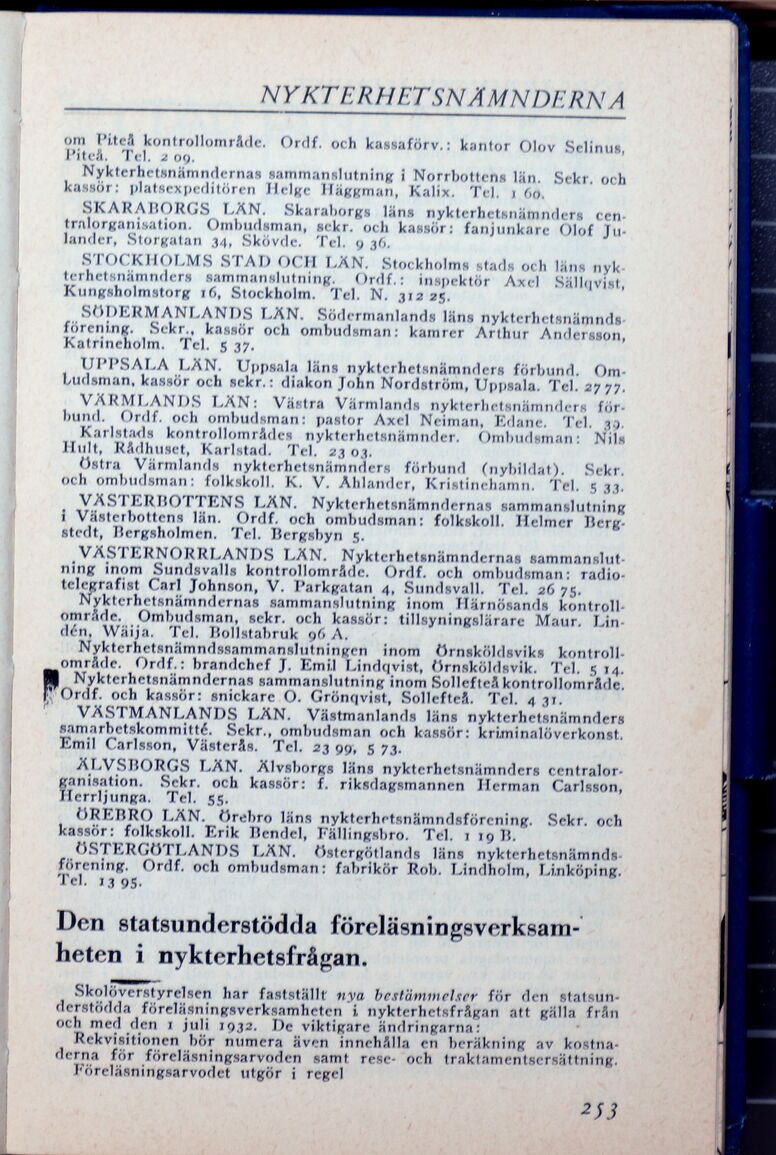 NYKTERHETSNÄMNDERNA
om Piteå kontrollområde. Ordf. och kassaförv.: kantor Olov Selinus,
Piteå. Tel. 2 09.
Nykterhetsnämndernas sammanslutning i Norrbottens län. Sekr. och
kassör: platsexpeditören Helge Häggman, Kalix. Tel. 1 60.
SKARABORGS LÄN. Skaraborgs läns nykterhetsnämnders cen-
tralorganisation. Ombudsman, sekr. och kassör: fanjunkare Olof Ju-
lander, Storgatan 34, Skövde. Tel. 9 36.
STOCKHOLMS STAD OCH LÄN. Stockholms stads och läns nyk-
terhetsnämnders sammanslutning. Ordf.: inspektör Axel Sällqvist,
Kungsholmstorg 16, Stockholm. Tel. N. 312 25.
SÖDERMANLANDS LÄN. Södermanlands läns nykterhetsnämnds-
förening. Sekr., kassör och ombudsman: kamrer Arthur Andersson,
Katrineholm. Tel. 5 37.
UPPSALA LÄN. Uppsala läns nykterhetsnämnders förbund. Om-
budsman, kassör och sekr.: diakon John Nordström, Uppsala. Tel. 27 77.
VÄRMLANDS LÄN: Västra Värmlands nykterhetsnämnders för-
bund. Ordf. och ombudsman: pastor Axel Neiman, Edane. Tel. 39.
Karlstads kontrollområdes nykterhetsnämnder. Ombudsman: Nils
Hult, Rådhuset, Karlstad. Tel. 23 03.
Östra Värmlands nykterhetsnämnders förbund (nybildat). Sekr.
och ombudsman: folkskoll. K. V. Åhlander, Kristinehamn. Tel. 5 33.
VÄSTERBOTTENS LÄN. Nykterhetsnämndernas sammanslutning
i Västerbottens län. Ordf. och ombudsman: folkskoll. Helmer Berg-
stedt, Bergsholmen. Tel. Bergsbyn 5.
VÄSTERNORRLANDS LÄN. Nykterhetsnämndernas sammanslut-
ning inom Sundsvalls kontrollområde. Ordf. och ombudsman: radio-
telegrafist Carl Johnson, V. Parkgatan 4, Sundsvall. Tel. 26 75.
Nykterhetsnämndernas sammanslutning inom Härnösands kontroll-
område. Ombudsman, sekr. och kassör: tillsyningslärare Maur. Lin-
dén, Wäija. Tel. Bollstabruk 96 A.
Nykterhetsnämndssammanslutningen inom Örnsköldsviks kontroll-
område. Ordf.: brandchef J. Emil Lindqvist, Örnsköldsvik. Tel. 5 14.
Nykterhetsnämndernas sammanslutning inom Sollefteå kontrollområde.
Ordf. och kassör: snickare O. Grönqvist, Sollefteå. Tel. 4 31.
VÄSTMANLANDS LÄN. Västmanlands läns nykterhetsnämnders
samarbetskommitté. Sekr., ombudsman och kassör: kriminalöverkonst.
Emil Carlsson, Västerås. Tel. 23 99, 5 73.
ÄLVSBORGS LÄN. Älvsborgs läns nykterhetsnämnders centralor-
ganisation. Sekr. och kassör: f. riksdagsmannen Herman Carlsson,
Herrljunga. Tel. 55.
ÖREBRO LÄN. Örebro läns nykterhetsnämndsförening. Sekr. och
kassör: folkskoll. Erik Bendel, Fällingsbro. Tel. 1 19 B.
ÖSTERGÖTLANDS LÄN. Östergötlands läns nykterhetsnämnds-
förening. Ordf. och ombudsman: fabrikör Rob. Lindholm, Linköping.
Tel. 13 95.
Den statsunderstödda föreläsningsverksam-
heten i nykterhetsfrågan.
Skolöverstyrelsen har fastställt nya bestämmelser för den statsun-
derstödda föreläsningsverksamheten i nykterhetsfrågan att gälla från
och med den 1 juli 1932. De viktigare ändringarna:
Rekvisitionen bör numera även innehålla en beräkning av kostna-
derna för föreläsningsarvoden samt rese- och traktamentsersättning.
Föreläsningsarvodet utgör i regel
253